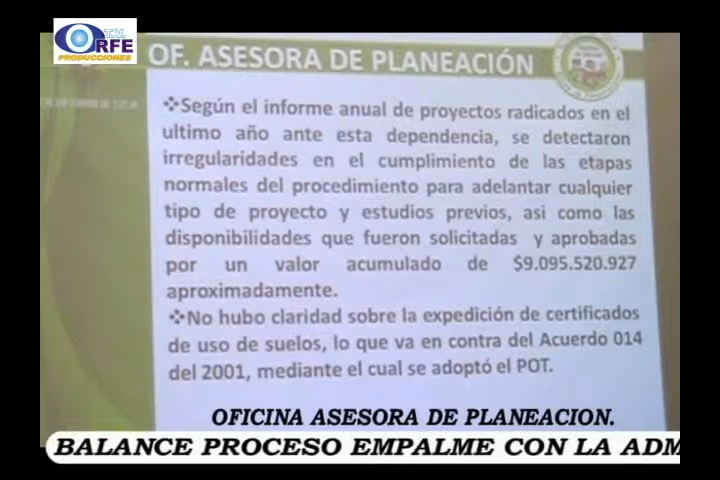 T.V.
ORFE
PRODUCCIONES
OF. ASESORA DE PLANEACIÓN
❖Según el informe anual de proyectos radicados en el
ultimo año ante esta dependencia, se detectaron
irregularidades en el cumplimiento de las etapas
normales del procedimiento para adelantar cualquier
tipo de proyecto y estudios previos, asi como las
disponibilidades que fueron solicitadas y aprobadas
por un valor acumulado de $9.095.520.927
aproximadamente.
❖No hubo claridad sobre la expedición de certificados
de uso de suelos, lo que va en contra del Acuerdo 014
del 2001, mediante el cual se adoptó el POT.
OFICINA ASESORA DE PLANEACION.
BALANCE PROCESO EMPALME CON LA ADM